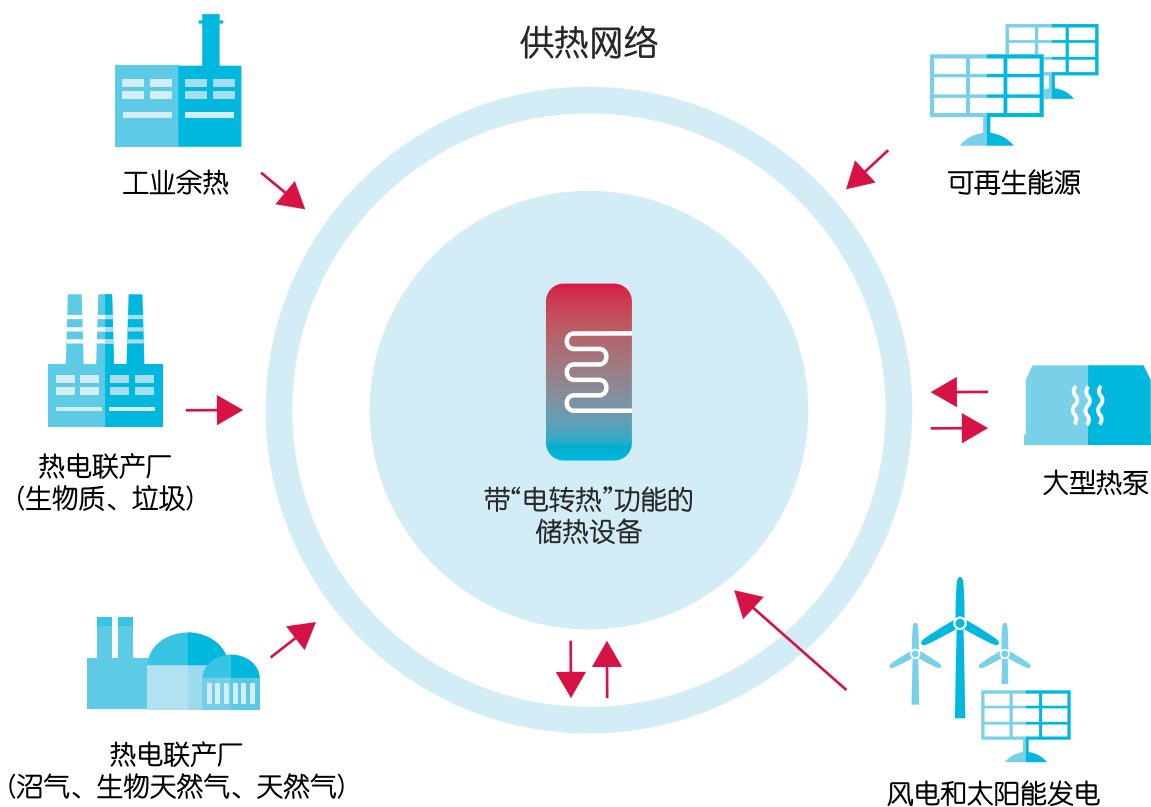 供热网络
工业余热
可再生能源
热电联产厂
(生物质、垃圾)
大型热泵
带“电转热”功能的
储热设备
热电联产厂
(沼气、生物天然气、天然气)
风电和太阳能发电